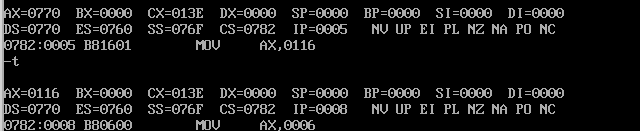 AX=0770 BX=0000 CX=013E DX=0000 SP=0000 BP=0000 SI=0000 DI=0000
DS=0770 ES=0760 SS=076F CS=0782 IP=0005 NV UP EI PL NZ NA PO NC
0782:0005 B81601 MOV AX,0116
-t
AX=0116 BX=0000 CX=013E DX=0000 SP=0000 BP=0000 SI=0000 DI=0000
DS=0770 ES=0760 SS=076F CS=0782 IP=0008 NV UP EI PL NZ NA PO NC
0782:0008 B80600 MOV AX,0006